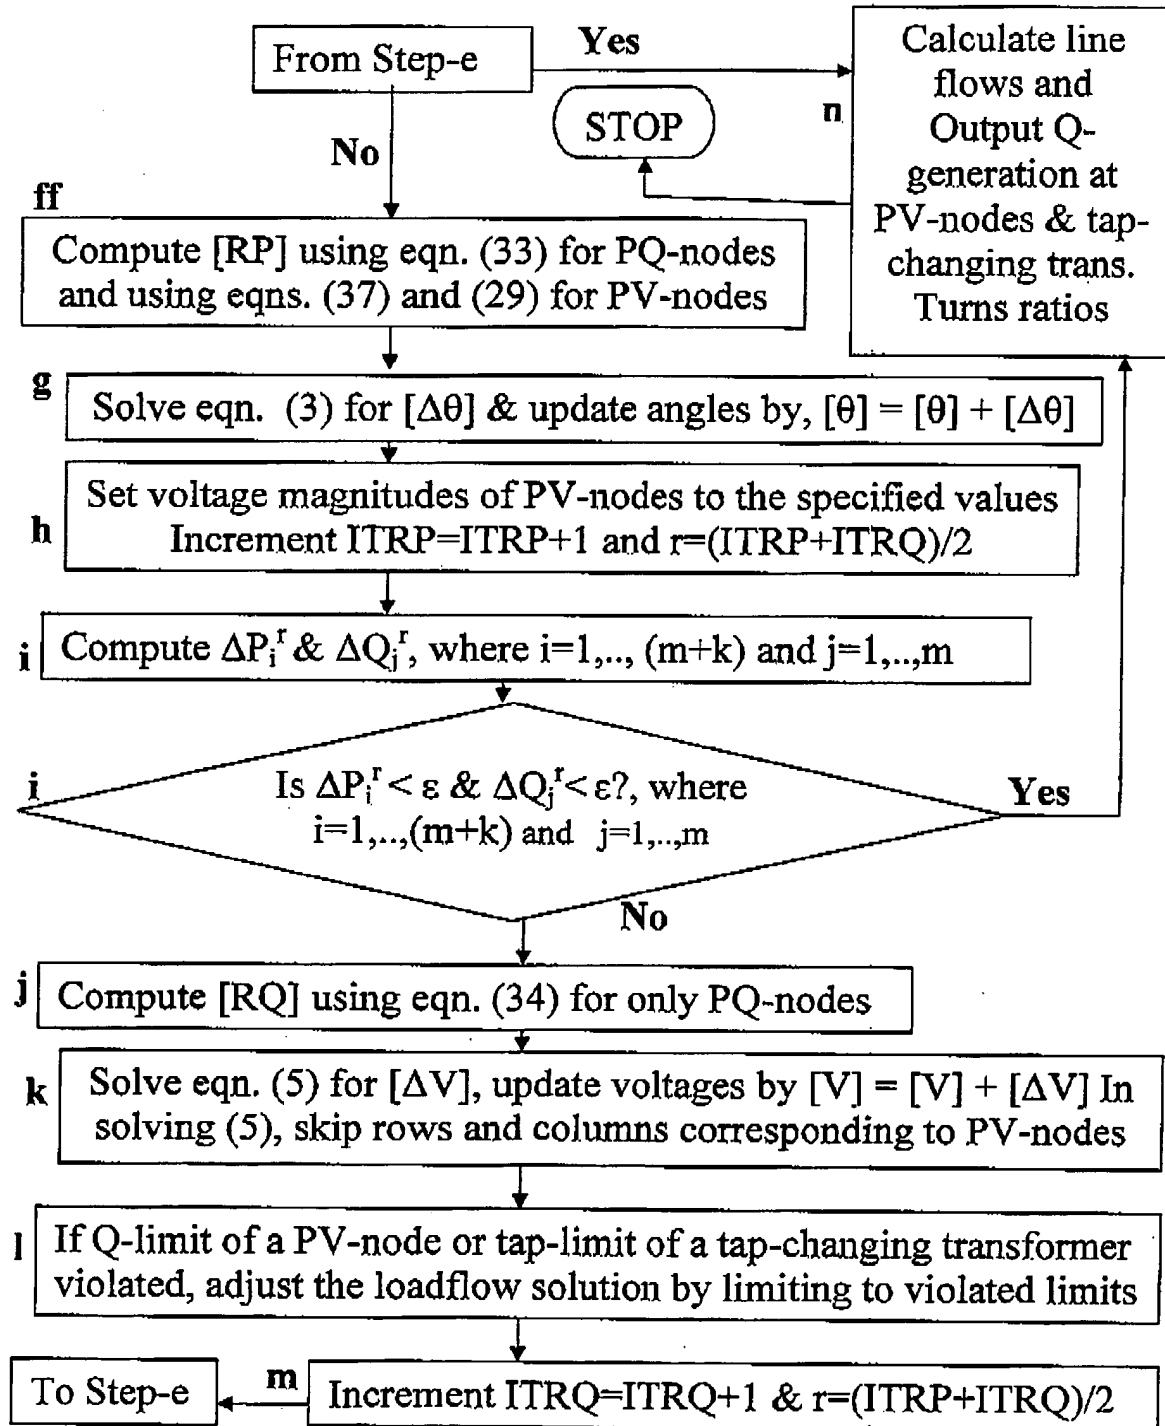 From Step-e
Yes
No
STOP
n
Calculate line
flows and
Output Q-
generation at
PV-nodes & tap-
changing trans.
Turns ratios
ff
Compute [RP] using eqn. (33) for PQ-nodes
and using eqns. (37) and (29) for PV-nodes
g
Solve eqn. (3) for [Δθ] & update angles by, [θ] = [θ] + [Δθ]
h
Set voltage magnitudes of PV-nodes to the specified values
Increment ITRP=ITRP+1 and r=(ITRP+ITRQ)/2
i
Compute ΔPᵢʳ & ΔQⱼʳ, where i=1,.., (m+k) and j=1,..,m
i
Is ΔPᵢʳ < ε & ΔQⱼʳ< ε?, where
i=1,..,(m+k) and j=1,..,m
Yes
No
j
Compute [RQ] using eqn. (34) for only PQ-nodes
k
Solve eqn. (5) for [ΔV], update voltages by [V] = [V] + [ΔV] In
solving (5), skip rows and columns corresponding to PV-nodes
l
If Q-limit of a PV-node or tap-limit of a tap-changing transformer
violated, adjust the loadflow solution by limiting to violated limits
To Step-e
m
Increment ITRQ=ITRQ+1 & r=(ITRP+ITRQ)/2